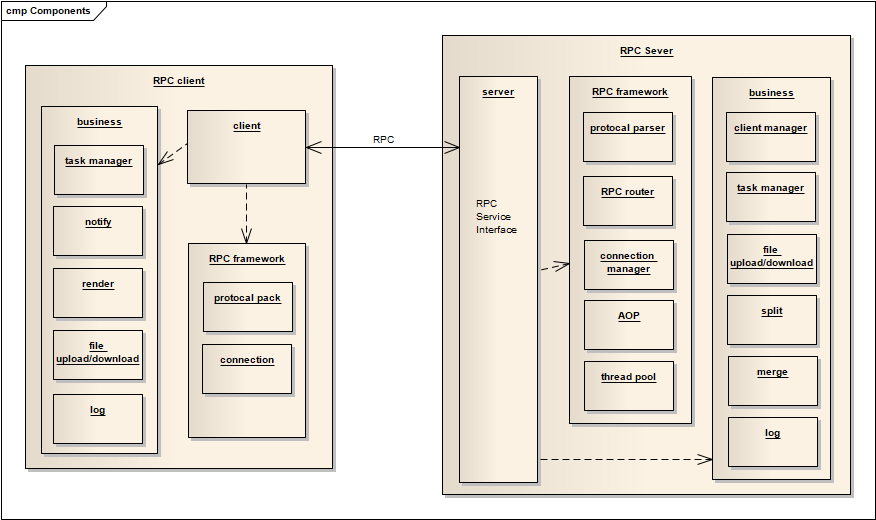 cmp Components
RPC client
business
task manager
notify
render
file
upload/download
log
client
RPC framework
protocal pack
connection
RPC
RPC Sever
server
RPC
Service
Interface
RPC framework
protocal parser
RPC router
connection
manager
AOP
thread pool
business
client manager
task manager
file
upload/download
split
merge
log